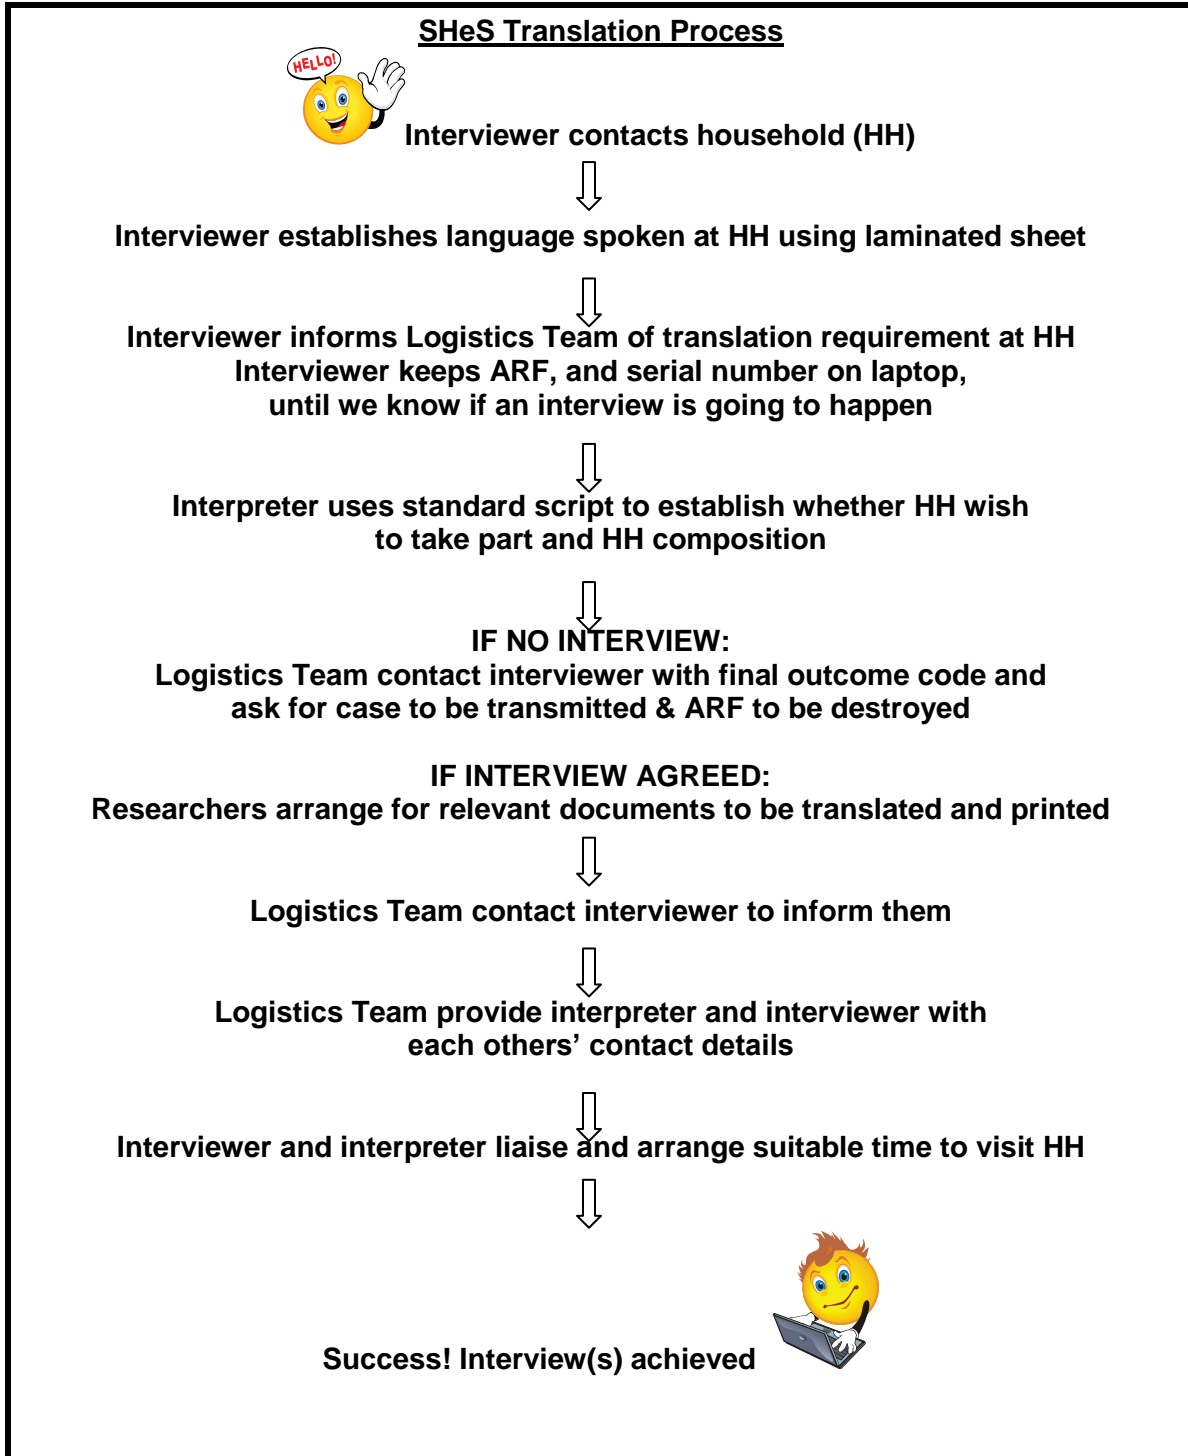 SHeS Translation Process
HELLO!
Interviewer contacts household (HH)
Interviewer establishes language spoken at HH using laminated sheet
Interviewer informs Logistics Team of translation requirement at HH
Interviewer keeps ARF, and serial number on laptop,
until we know if an interview is going to happen
Interpreter uses standard script to establish whether HH wish
to take part and HH composition
IF NO INTERVIEW:
Logistics Team contact interviewer with final outcome code and
ask for case to be transmitted & ARF to be destroyed
IF INTERVIEW AGREED:
Researchers arrange for relevant documents to be translated and printed
Logistics Team contact interviewer to inform them
Logistics Team provide interpreter and interviewer with
each others’ contact details
Interviewer and interpreter liaise and arrange suitable time to visit HH
Success! Interview(s) achieved